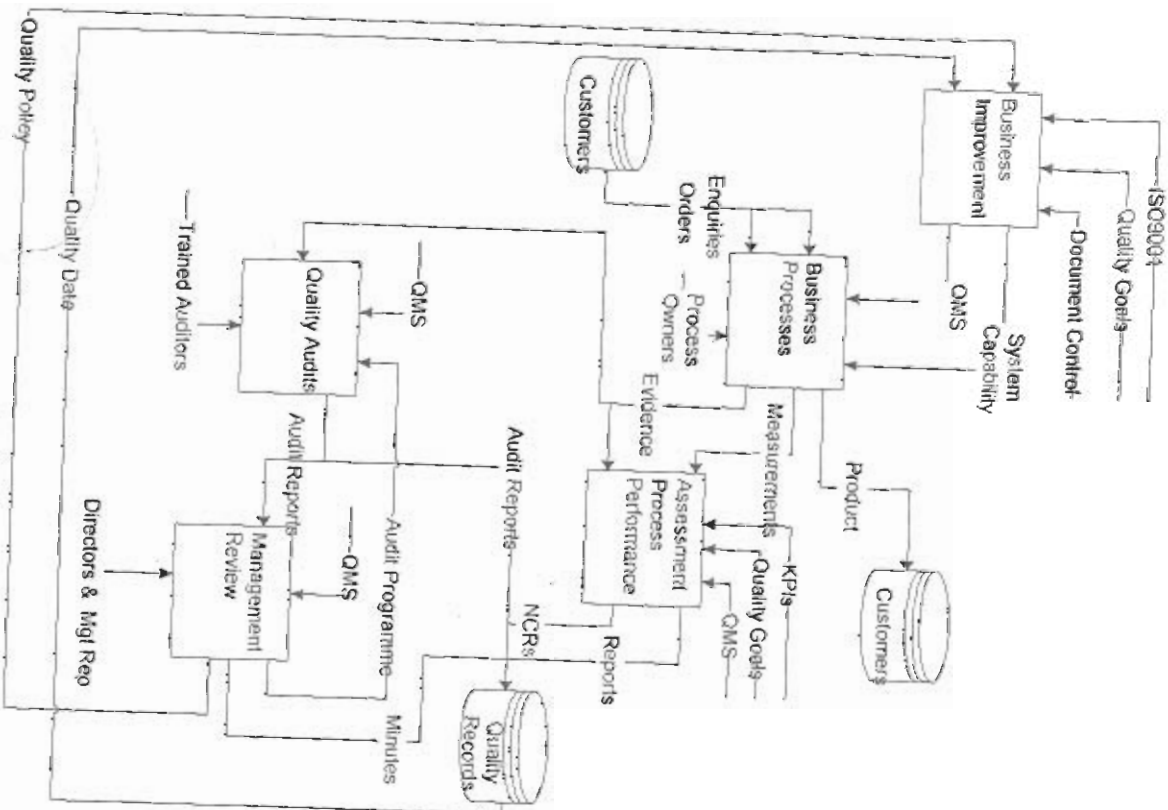 ISO9004
Quality Goals
Document Control
Business
Improvement
QMS
System
Capability
Customers
Enquiries
Orders
Business
Processes
Process
Owners
Product
Customers
Measurements
Evidence
Assessment
Process
Performance
KPIs
Quality Goals
QMS
Reports
NCRs
QMS
Quality Audits
Trained Auditors
Audit Reports
Audit Reports
Quality
Records
QMS
Audit Programme
Management
Review
Directors & Mgt Rep
Minutes
Quality Data
Quality Policy